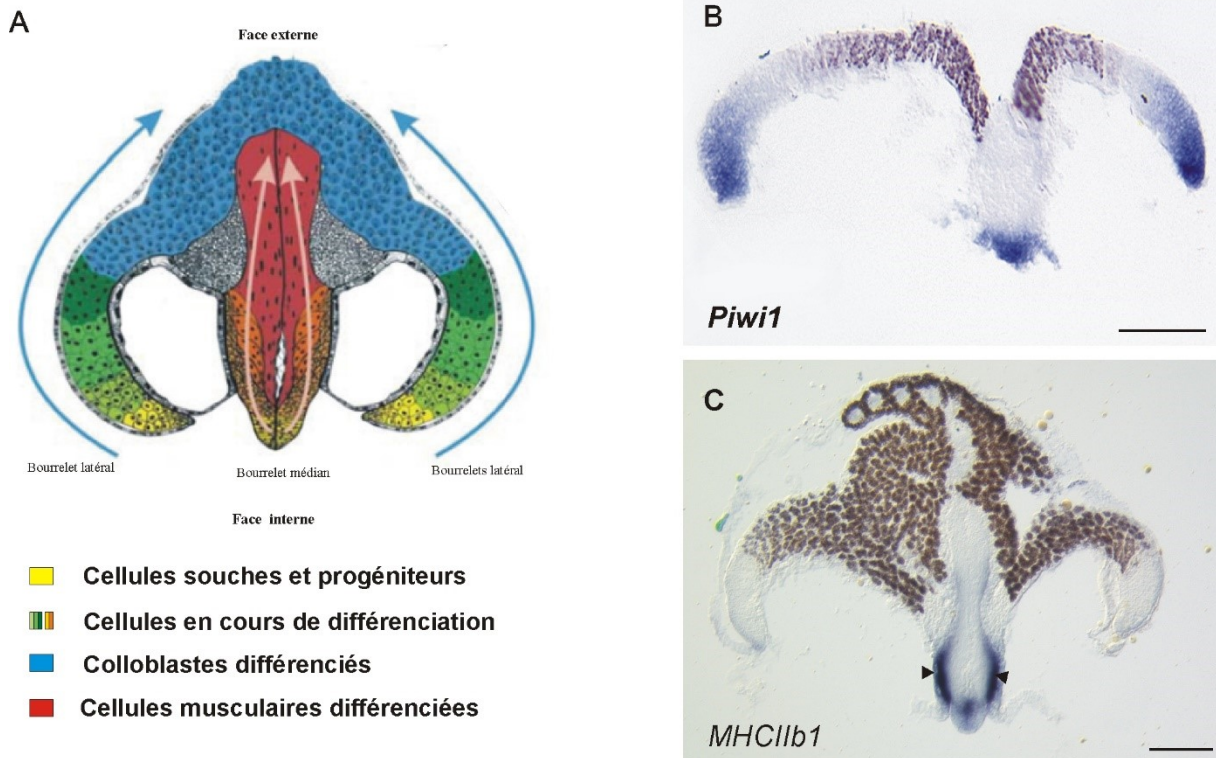 A
Face externe
Bourrelet latéral
Bourrelet médian
Bourrelets latéral
Face interne
Cellules souches et progéniteurs
Cellules en cours de différenciation
Colloblastes différenciés
Cellules musculaires différenciées
B
Piwi1
C
MHCIIb1